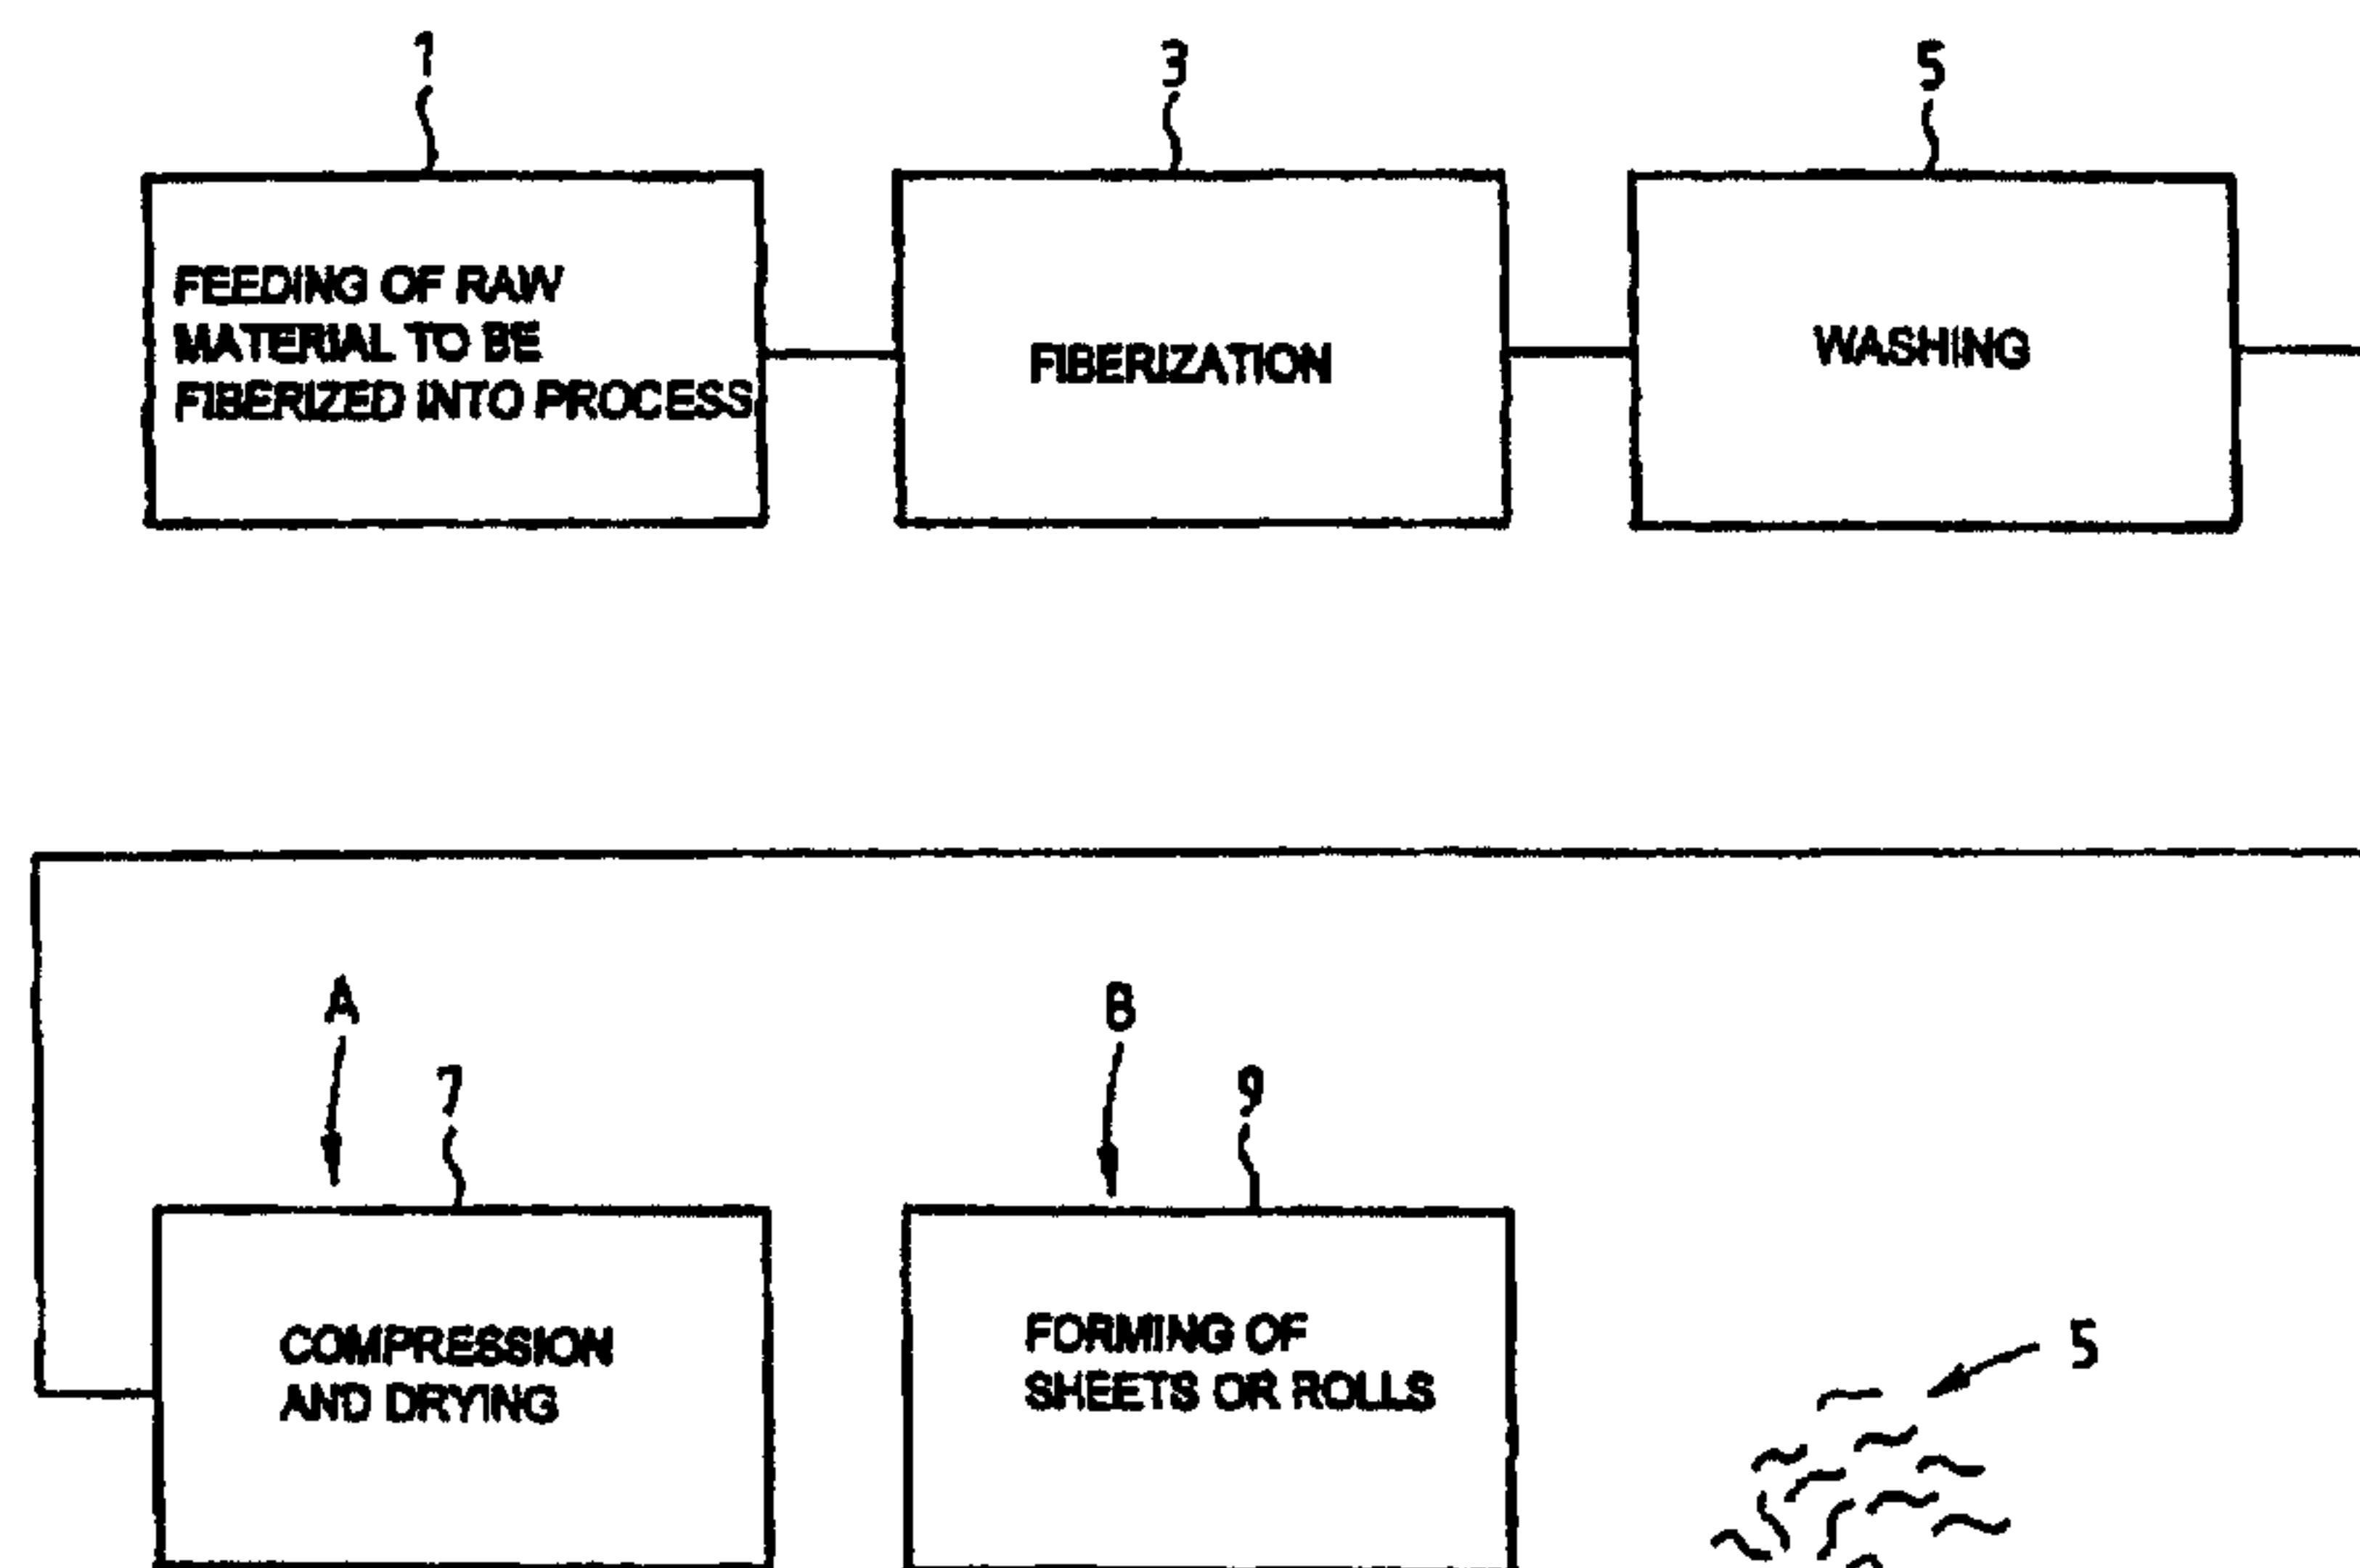 1
3
5
FEEDING OF RAW
MATERIAL TO BE
FIBERIZED INTO PROCESS
FIBERIZATION
WASHING
A
7
B
9
COMPRESSION
AND DRYING
FORMING OF
SHEETS OR ROLLS
5